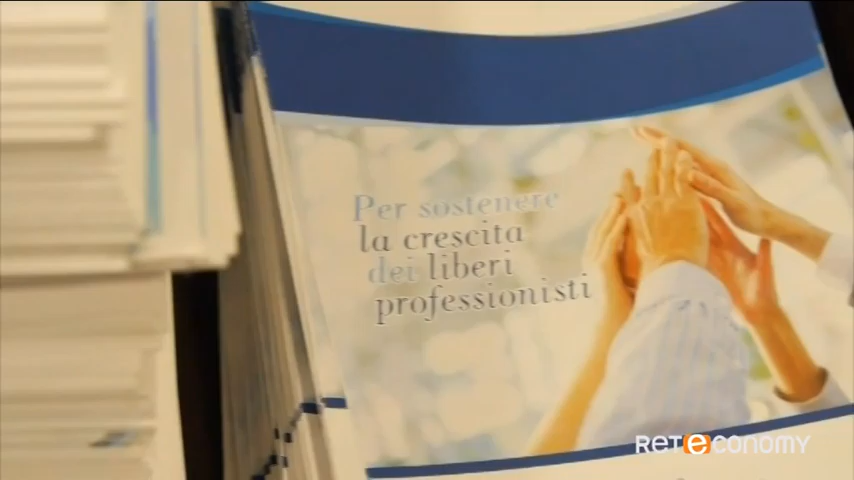 Per sostenere
la crescita
dei liberi
professionisti
RETeCONOMY